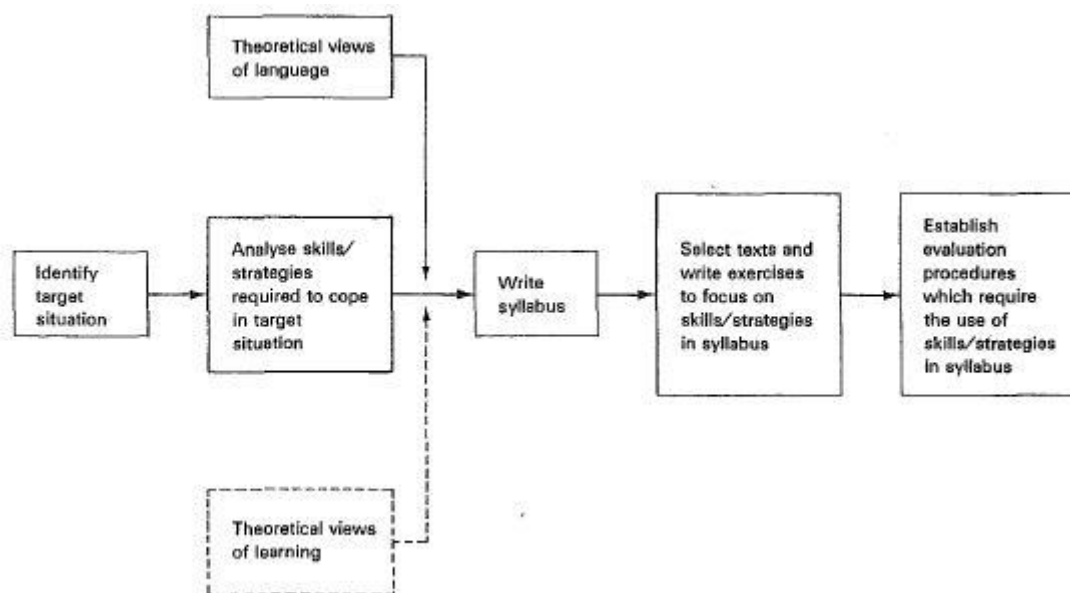 Theoretical views
of language
Identify
target
situation
Analyse skills/
strategies
required to cope
in target
situation
Write
syllabus
Select texts and
write exercises
to focus on
skills/strategies
in syllabus
Establish
evaluation
procedures
which require
the use of
skills/strategies
in syllabus
Theoretical views
of learning